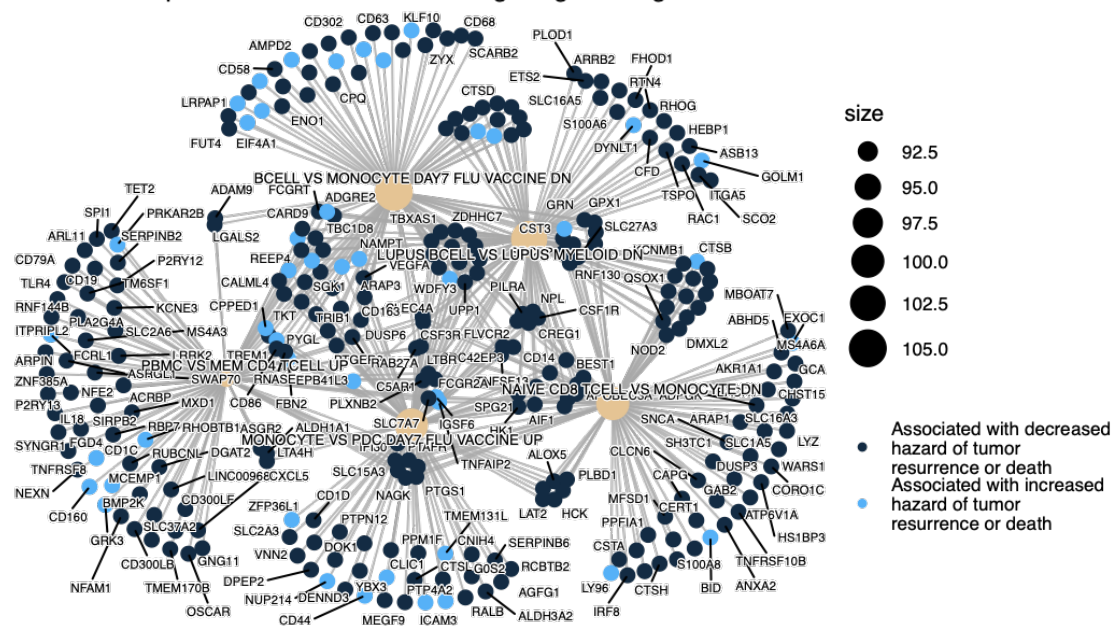 CD302
CD63
KLF10
CD68
AMPD2
ZYX
SCARB2
CD58
CPQ
LRPAP1
ENO1
FUT4
EIF4A1
CTSD
PLOD1
ARRB2
FHOD1
ETS2
RTN4
SLC16A5
RHOG
S100A6
HEBP1
DYNLT1
ASB13
CFD
GOLM1
TSPO
ITGA5
RAC1
SCO2
BCELL VS MONOCYTE DAY7 FLU VACCINE DN
TET2
ADAM9
FCGRT
ADGRE2
SPI1
PRKAR2B
CARD9
TBC1D8
TBXAS1
ZDHHC7
GRN
GPX1
ARL11
SERPINB2
LGALS2
NAMPT
CST3
SLC27A3
CD79A
P2RY12
REEP4
VEGFA
LUPUS BCELL VS LUPUS MYELOID DN
KCNMB1
CTSB
TLR4
CD19
TM6SF1
CALML4
SGK1
ARAP3
WDFY3
PILRA
RNF130
QSOX1
RNF144B
KCNE3
CPPED1
TKT
TRIB1
CD163
UPP1
NPL
CSF1R
MBOAT7
ITPRIPL2
PLA2G4A
SLC2A6
MS4A3
PYGL
DUSP6
CSF3R
FLVCR2
CREG1
ABHD5
EXOC1
ARPIN
FCRL1
LRRK2
TREM1
RAB27A
LTBR
CD14
NOD2
DMXL2
MS4A6A
PBMC VS MEM CD4 TCELL UP
BEST1
AKR1A1
GCA
ZNF385A
SWAP70
EPB41L3
C5AR1
FCGR2A
NAIVE CD8 TCELL VS MONOCYTE DN
CHST15
P2RY13
NFE2
ACRBP
MXD1
CD86
FBN2
PLXNB2
SPG21
AIF1
SNCA
ARAP1
SLC16A3
IL18
SIRPB2
RBP7
RHOBTB1
ASGR2
ALDH1A1
SLC7A7
IGSF6
HK1
SYNGR1
FGD4
CD1C
MONOCYTE VS PDC DAY7 FLU VACCINE UP
SH3TC1
SLC1A5
LYZ
TNFRSF8
RUBCNL
DGAT2
LTA4H
PTAFR
TNFAIP2
ALOX5
CLCN6
DUSP3
WARS1
NEXN
MCEMP1
LINC00968
CXCL5
SLC15A3
PLBD1
CAPG
GAB2
CORO1C
CD160
BMP2K
CD300LF
NAGK
PTGS1
LAT2
HCK
MFSD1
CERT1
ATP6V1A
GRK3
SLC37A2
ZFP36L1
CD1D
PTPN12
TMEM131L
PPFIA1
HS1BP3
CD300LB
GNG11
SLC2A3
DOK1
PPM1F
CNIH4
SERPINB6
CSTA
TNFRSF10B
NFAM1
TMEM170B
VNN2
CLIC1
CTSL
G0S2
RCBTB2
S100A8
DPEP2
YBX3
PTP4A2
AGFG1
LY96
CTSH
BID
ANXA2
OSCAR
NUP214
DENND3
RALB
ALDH3A2
IRF8
CD44
MEGF9
ICAM3
size
92.5
95.0
97.5
100.0
102.5
105.0
Associated with decreased
hazard of tumor
resurrence or death
Associated with increased
hazard of tumor
resurrence or death